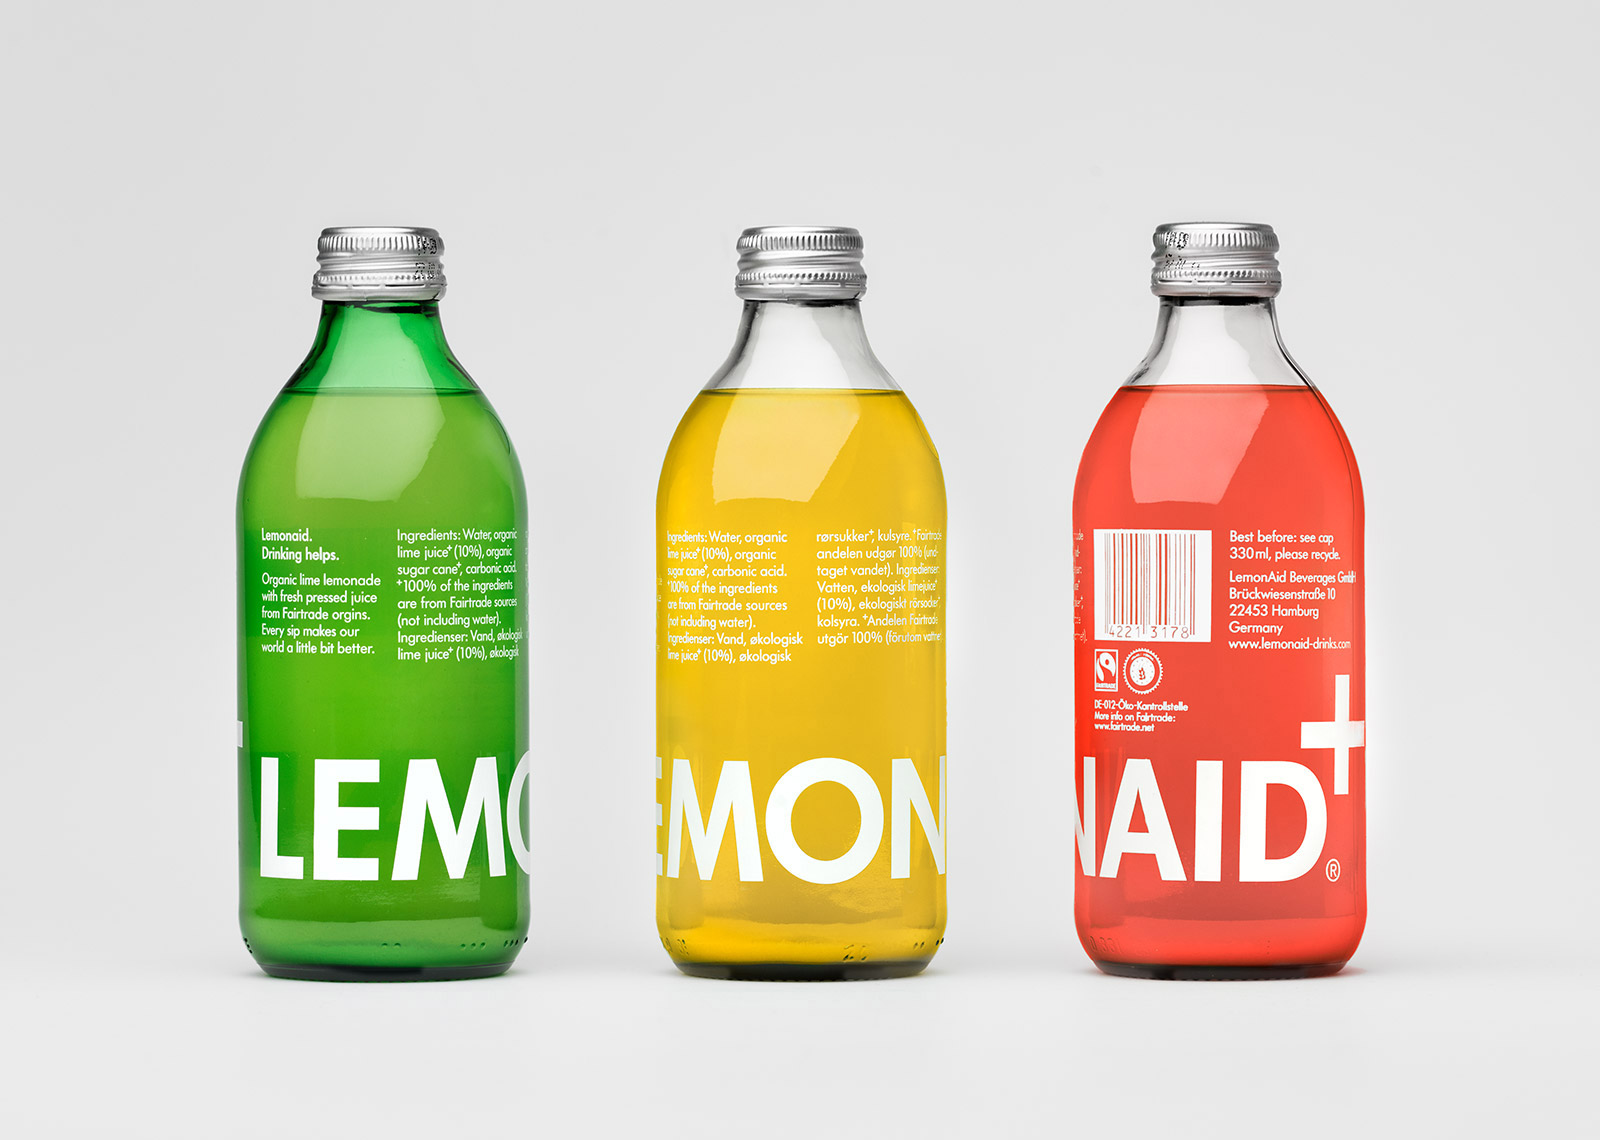 Lemonaid.
Drinking helps.
Organic lime lemonade
with fresh pressed juice
from Fairtrade orgins.
Every sip makes our
world a little bit better.
Ingredients: Water, organic
lime juice⁺ (10%), organic
sugar cane⁺, carbonic acid.
⁺100% of the ingredients
are from Fairtrade sources
(not including water).
Ingredienser: Vand, økologisk
lime juice⁺ (10%), økologisk
LEMO
Ingredients: Water, organic
lime juice⁺ (10%), organic
sugar cane⁺, carbonic acid.
⁺100% of the ingredients
are from Fairtrade sources
(not including water).
Ingredienser: Vand, økologisk
lime juice⁺ (10%), økologisk
rørsukker⁺, kulsyre. ⁺Fairtrade
andelen udgør 100% (und-
taget vandet). Ingredienser:
Vatten, ekologisk limejuice⁺
(10%), ekologiskt rörsocker⁺,
kolsyra. ⁺Andelen Fairtrade
utgör 100% (förutom vattnet).
EMON
4221 3178
FAIRTRADE
DE-012-Öko-Kontrollstelle
More info on Fairtrade:
www.fairtrade.net
Best before: see cap
330 ml, please recycle.
LemonAid Beverages GmbH
Brückwiesenstraße 10
22453 Hamburg
Germany
www.lemonaid-drinks.com
NAID+
®